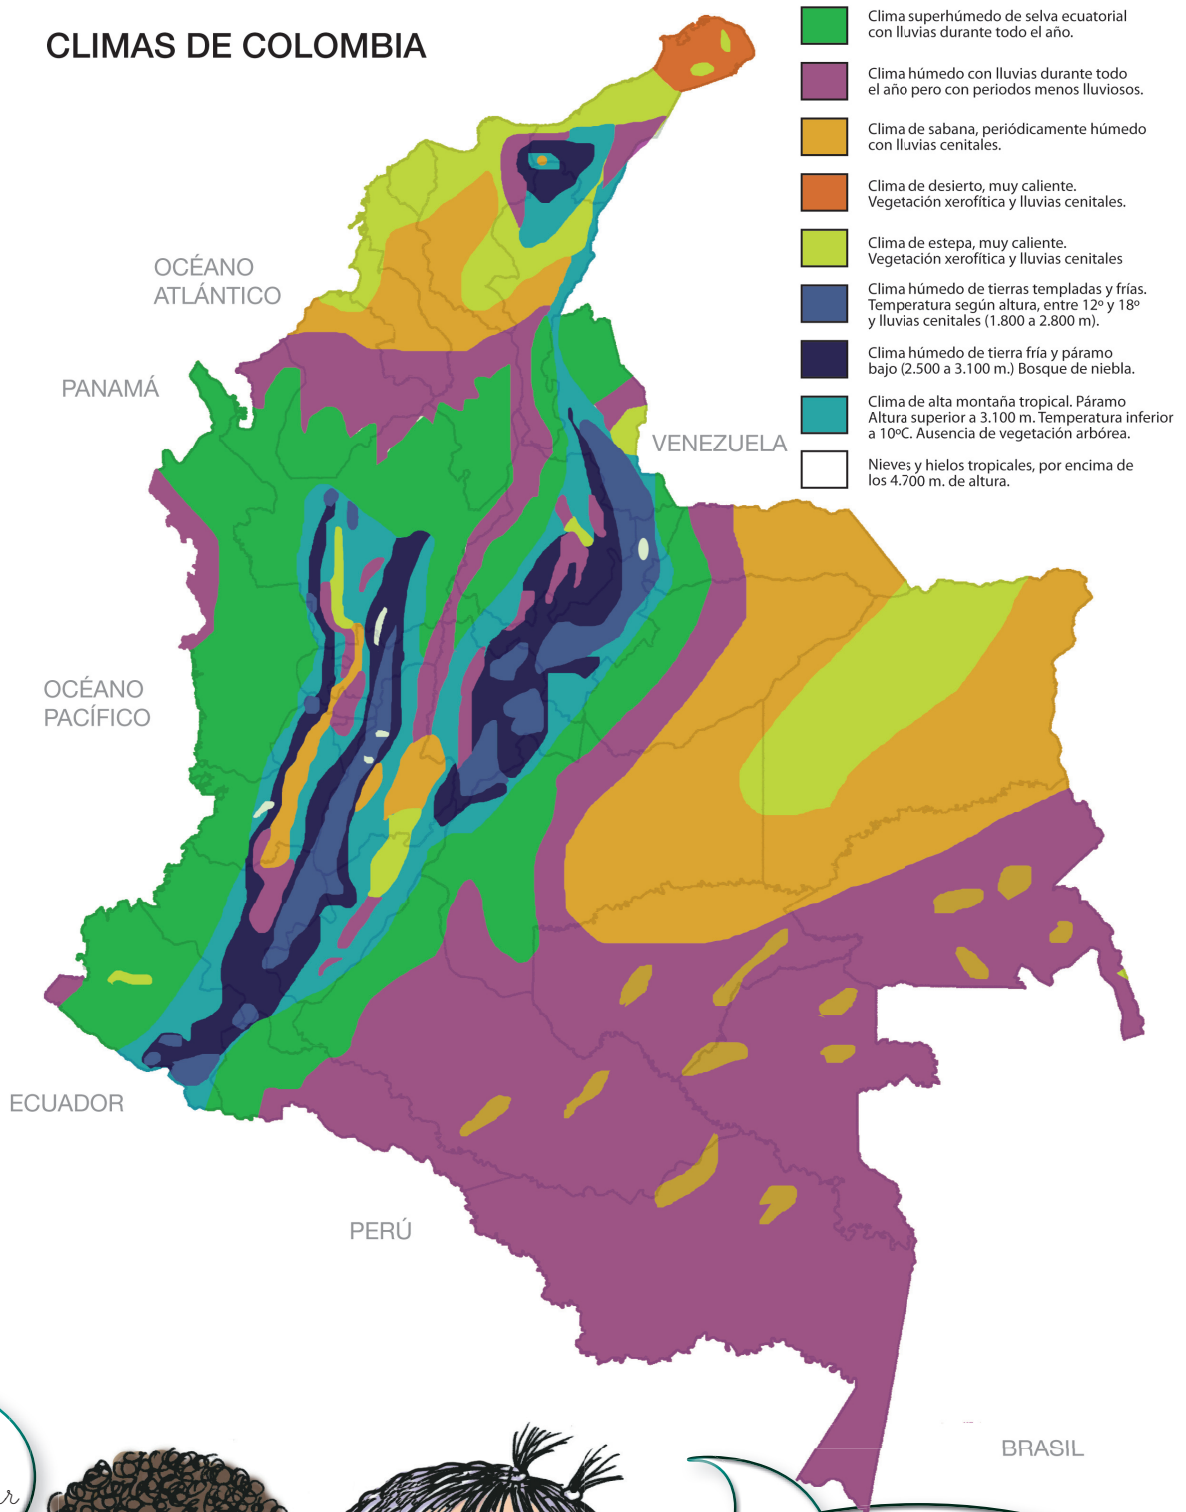 CLIMAS DE COLOMBIA
Clima superhúmedo de selva ecuatorial
con lluvias durante todo el año.
Clima húmedo con lluvias durante todo
el año pero con periodos menos lluviosos.
Clima de sabana, periódicamente húmedo
con lluvias cenitales.
Clima de desierto, muy caliente.
Vegetación xerofítica y lluvias cenitales.
Clima de estepa, muy caliente.
Vegetación xerofítica y lluvias cenitales
Clima húmedo de tierras templadas y frías.
Temperatura según altura, entre 12º y 18º
y lluvias cenitales (1.800 a 2.800 m).
Clima húmedo de tierra fría y páramo
bajo (2.500 a 3.100 m.) Bosque de niebla.
Clima de alta montaña tropical. Páramo
Altura superior a 3.100 m. Temperatura inferior
a 10ºC. Ausencia de vegetación arbórea.
Nieves y hielos tropicales, por encima de
los 4.700 m. de altura.
OCÉANO
ATLÁNTICO
PANAMÁ
VENEZUELA
OCÉANO
PACÍFICO
ECUADOR
PERÚ
BRASIL